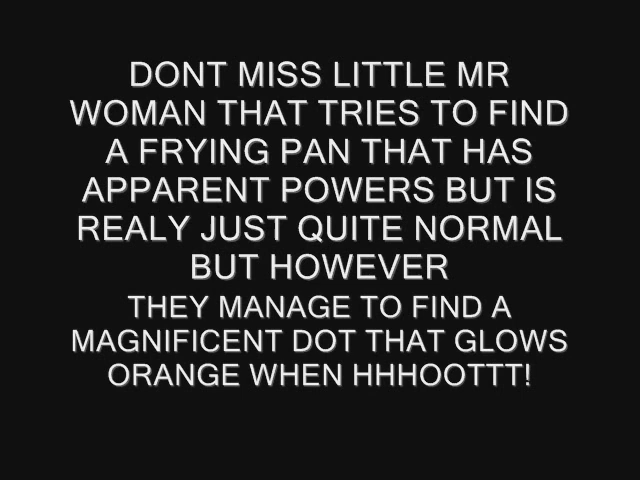 DONT MISS LITTLE MR
WOMAN THAT TRIES TO FIND
A FRYING PAN THAT HAS
APPARENT POWERS BUT IS
REALY JUST QUITE NORMAL
BUT HOWEVER
THEY MANAGE TO FIND A
MAGNIFICENT DOT THAT GLOWS
ORANGE WHEN HHHOOTTT!